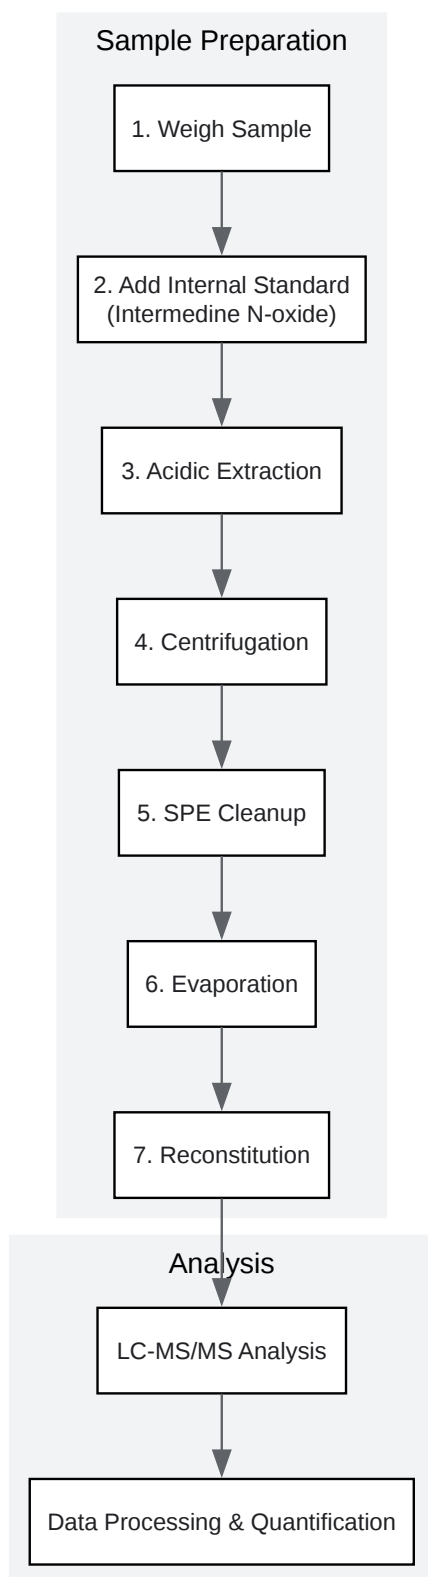 Sample Preparation
1. Weigh Sample
2. Add Internal Standard
(Intermedine N-oxide)
3. Acidic Extraction
4. Centrifugation
5. SPE Cleanup
6. Evaporation
7. Reconstitution
Analysis
LC-MS/MS Analysis
Data Processing & Quantification